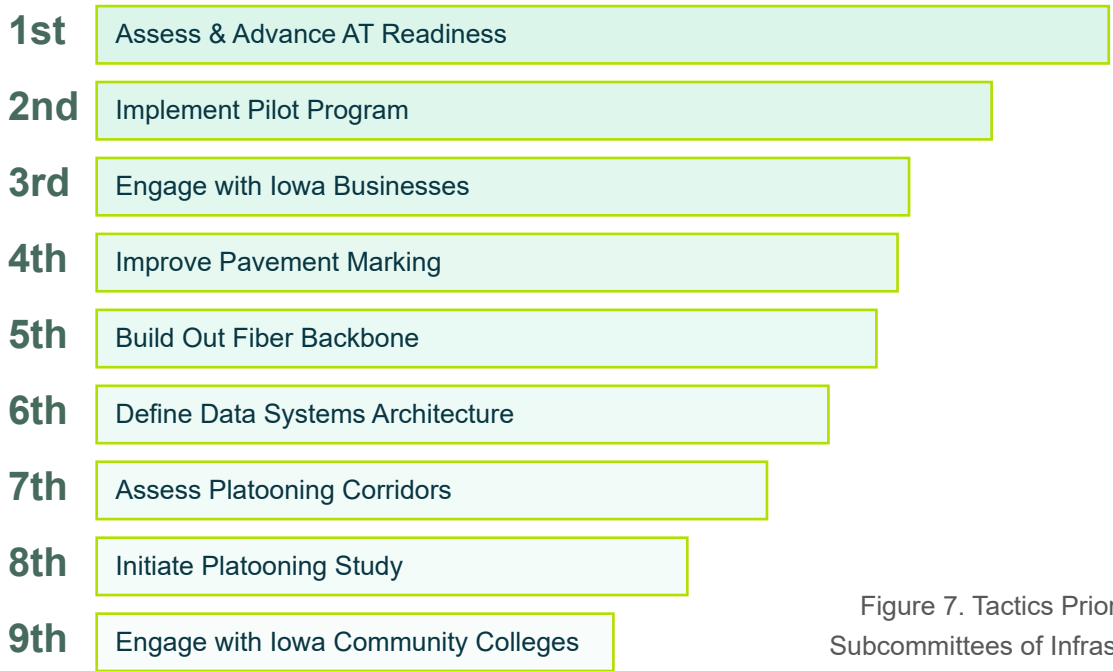 1st Assess & Advance AT Readiness
2nd Implement Pilot Program
3rd Engage with Iowa Businesses
4th Improve Pavement Marking
5th Build Out Fiber Backbone
6th Define Data Systems Architecture
7th Assess Platooning Corridors
8th Initiate Platooning Study
9th Engage with Iowa Community Colleges
Figure 7. Tactics
Subcommittees of